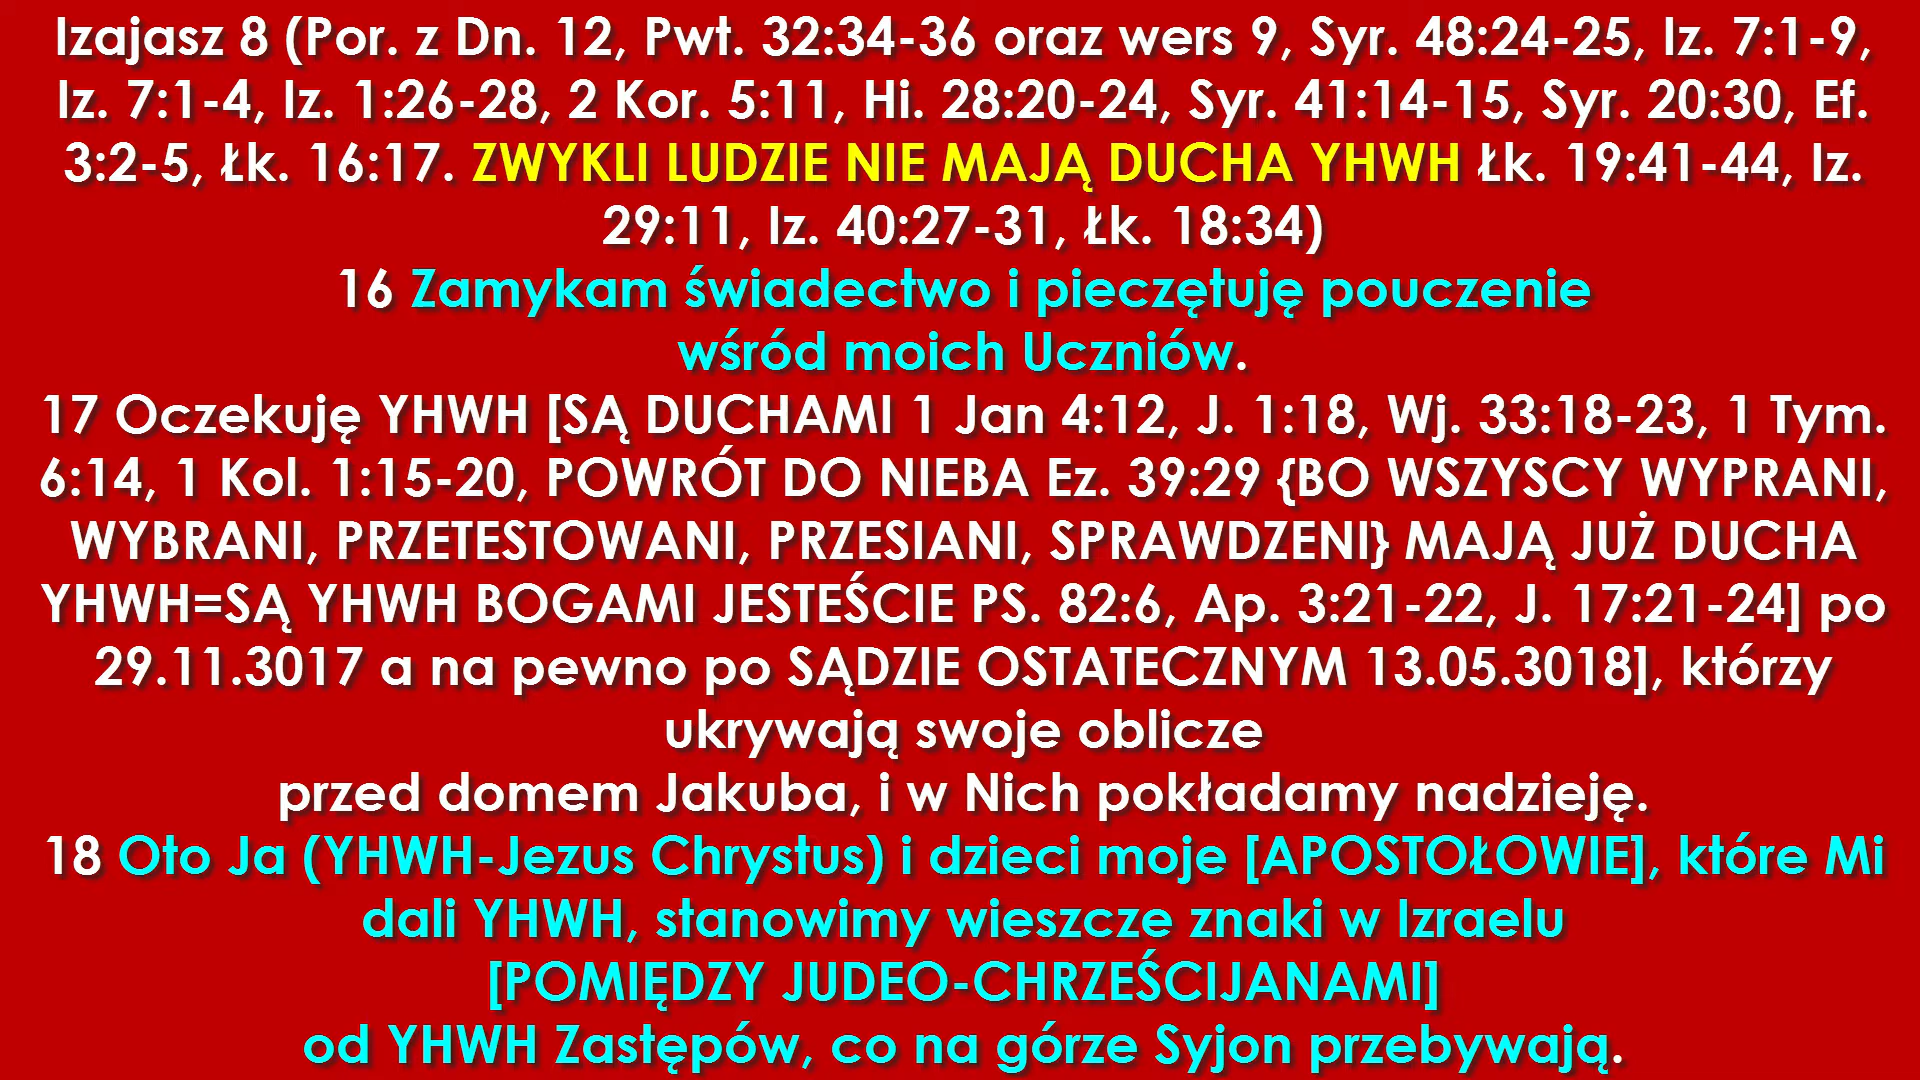 Izajasz 8 (Por. z Dn. 12, Pwt. 32:34-36 oraz wers 9, Syr. 48:24-25, Iz. 7:1-9,
Iz. 7:1-4, Iz. 1:26-28, 2 Kor. 5:11, Hi. 28:20-24, Syr. 41:14-15, Syr. 20:30, Ef.
3:2-5, Łk. 16:17. ZWYKLI LUDZIE NIE MAJĄ DUCHA YHWH Łk. 19:41-44, Iz.
29:11, Iz. 40:27-31, Łk. 18:34)
16 Zamykam świadectwo i pieczętuję pouczenie
wśród moich Uczniów.
17 Oczekuję YHWH [SĄ DUCHAMI 1 Jan 4:12, J. 1:18, Wj. 33:18-23, 1 Tym.
6:14, 1 Kol. 1:15-20, POWRÓT DO NIEBA Ez. 39:29 {BO WSZYSCY WYPRANI,
WYBRANI, PRZETESTOWANI, PRZESIANI, SPRAWDZENI} MAJĄ JUŻ DUCHA
YHWH=SĄ YHWH BOGAMI JESTEŚCIE PS. 82:6, Ap. 3:21-22, J. 17:21-24] po
29.11.3017 a na pewno po SĄDZIE OSTATECZNYM 13.05.3018], którzy
ukrywają swoje oblicze
przed domem Jakuba, i w Nich pokładamy nadzieję.
18 Oto Ja (YHWH-Jezus Chrystus) i dzieci moje [APOSTOŁOWIE], które Mi
dali YHWH, stanowimy wieszcze znaki w Izraelu
[POMIĘDZY JUDEO-CHRZEŚCIJANAMI]
od YHWH Zastępów, co na górze Syjon przebywają.